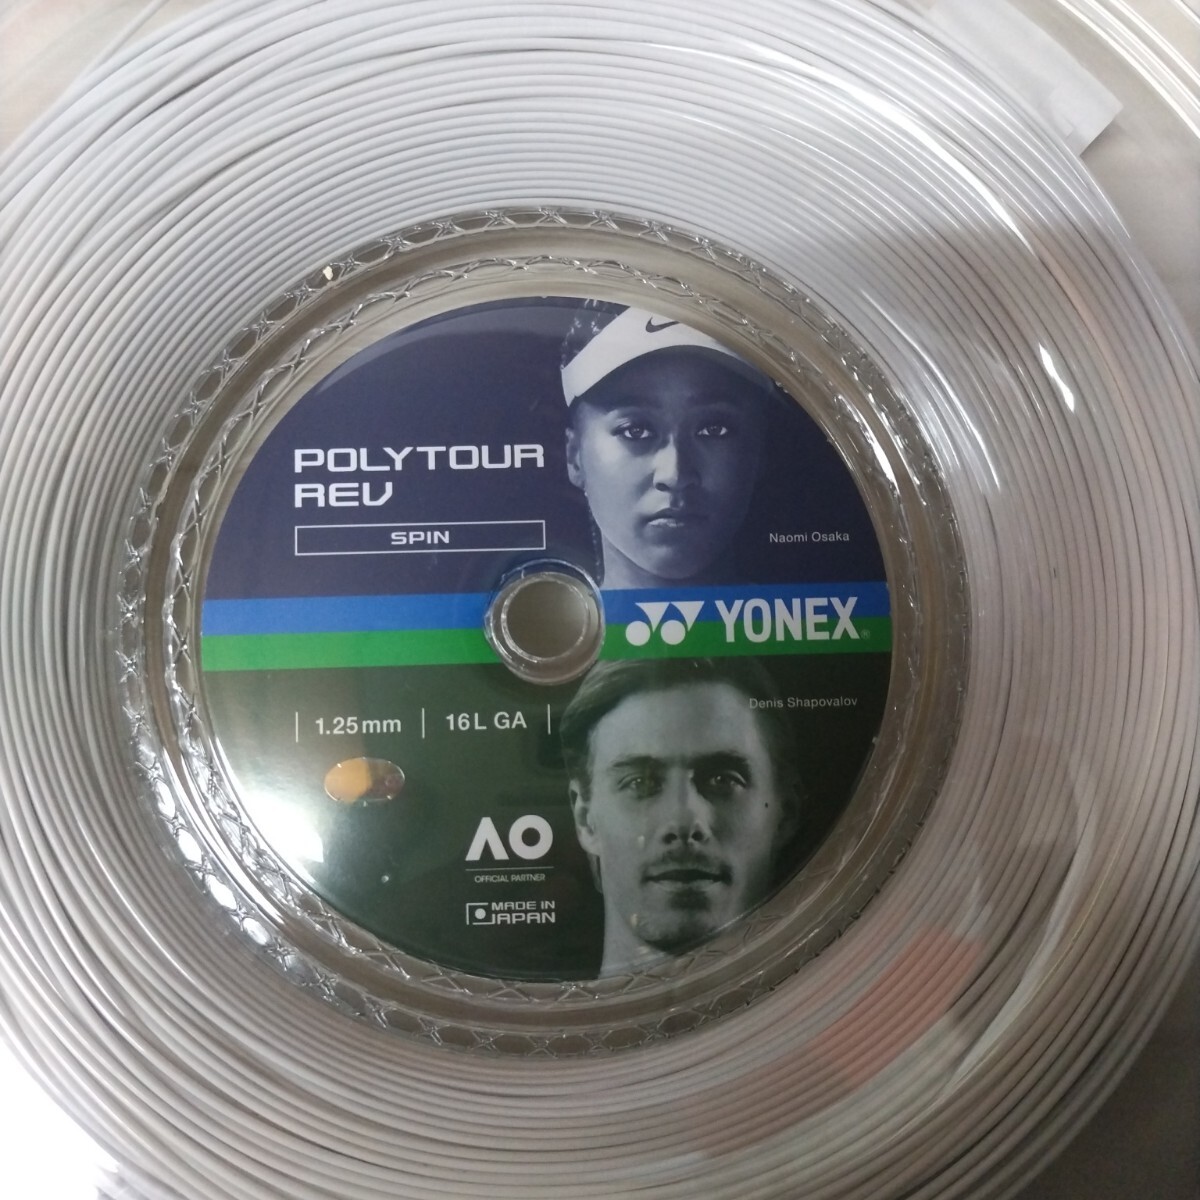 POLYTOUR
REV
SPIN
Naomi Osaka
YONEX®
Denis Shapovalov
1.25mm | 16L GA
AO
OFFICIAL PARTNER
MADE IN
JAPAN